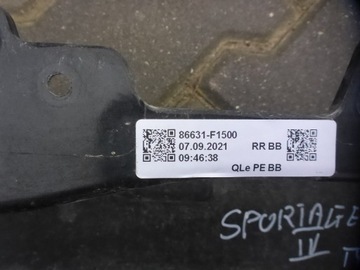 86631-F1500
07.09.2021 RR BB
09:46:38
QLe PE BB
SPORTAGE
IV